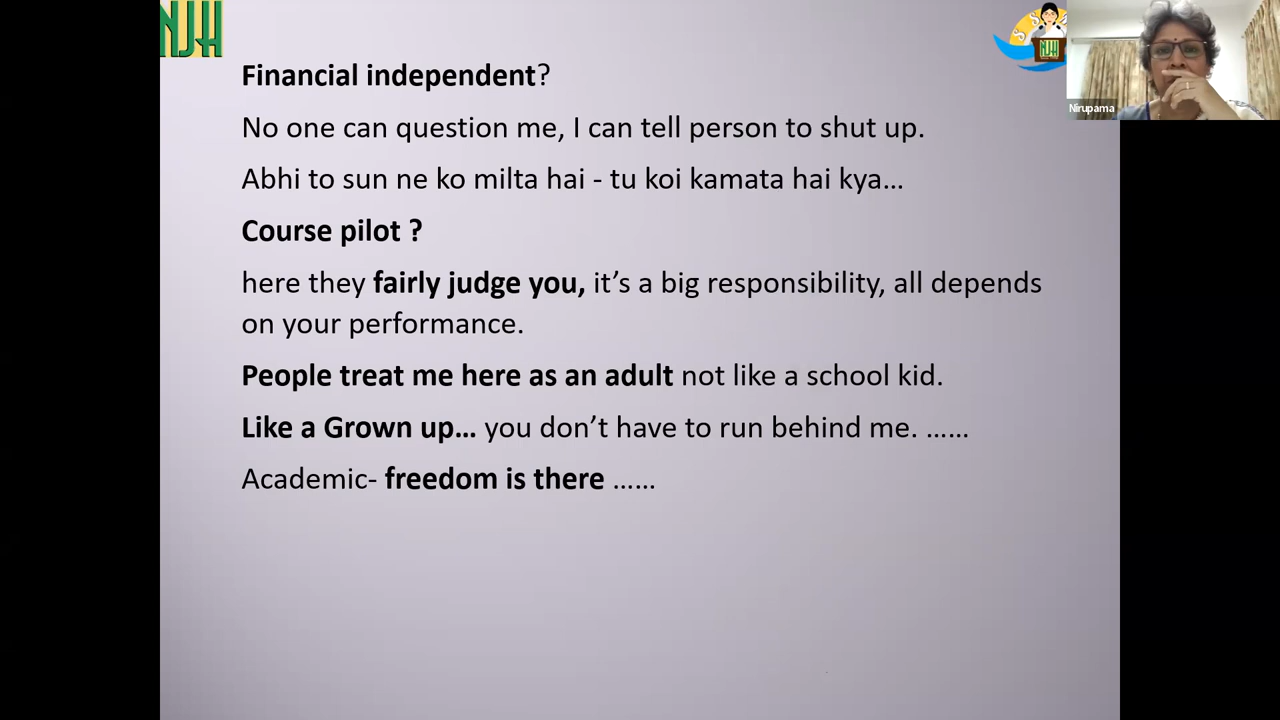 NJH
Financial independent?
No one can question me, I can tell person to shut up.
Abhi to sun ne ko milta hai - tu koi kamata hai kya…
Course pilot ?
here they fairly judge you, it’s a big responsibility, all depends
on your performance.
People treat me here as an adult not like a school kid.
Like a Grown up… you don’t have to run behind me. ……
Academic- freedom is there ……
NJH
Nirupama